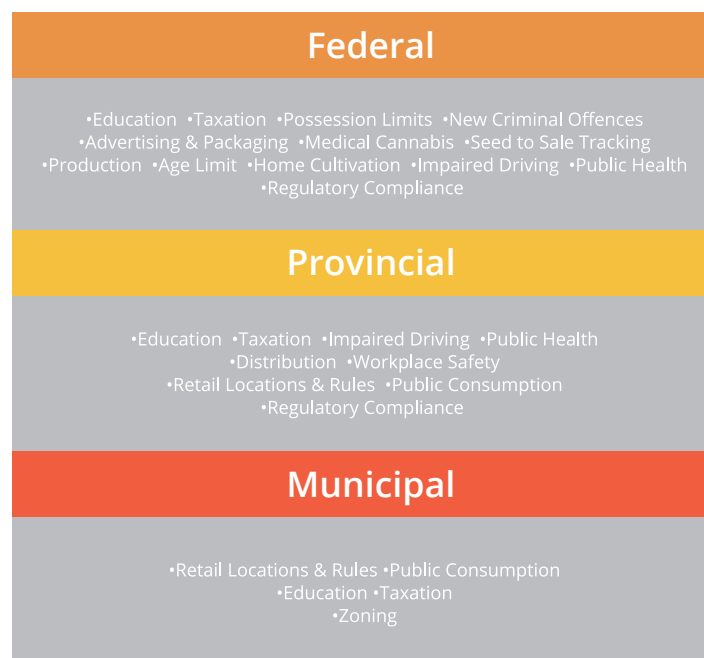 Federal
•Education •Taxation •Possession Limits •New Criminal Offences
•Advertising & Packaging •Medical Cannabis •Seed to Sale Tracking
•Production •Age Limit •Home Cultivation •Impaired Driving •Public Health
•Regulatory Compliance
Provincial
•Education •Taxation •Impaired Driving •Public Health
•Distribution •Workplace Safety
•Retail Locations & Rules •Public Consumption
•Regulatory Compliance
Municipal
•Retail Locations & Rules •Public Consumption
•Education •Taxation
•Zoning